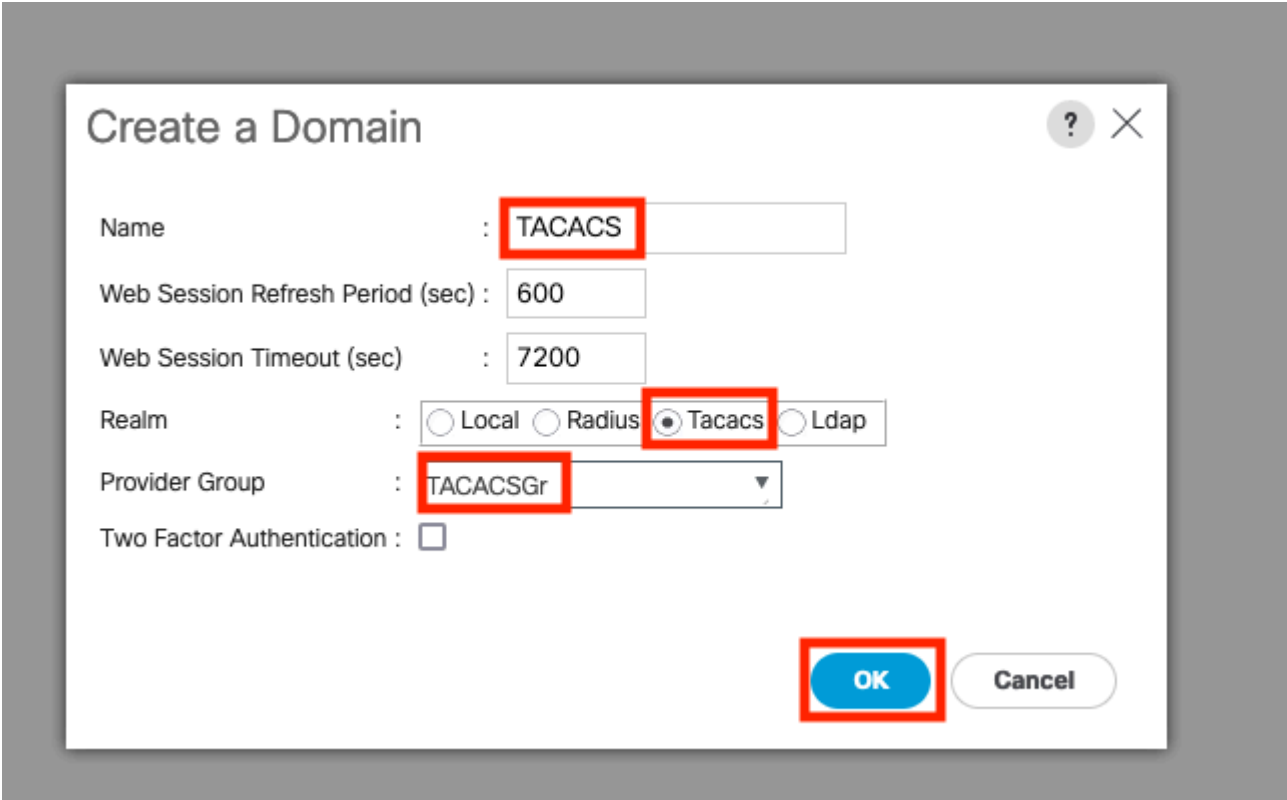 Create a Domain ?
Name : TACACS
Web Session Refresh Period (sec) : 600
Web Session Timeout (sec) : 7200
Realm : Local Radius Tacacs Ldap
Provider Group : TACACSGr
Two Factor Authentication :
OK Cancel